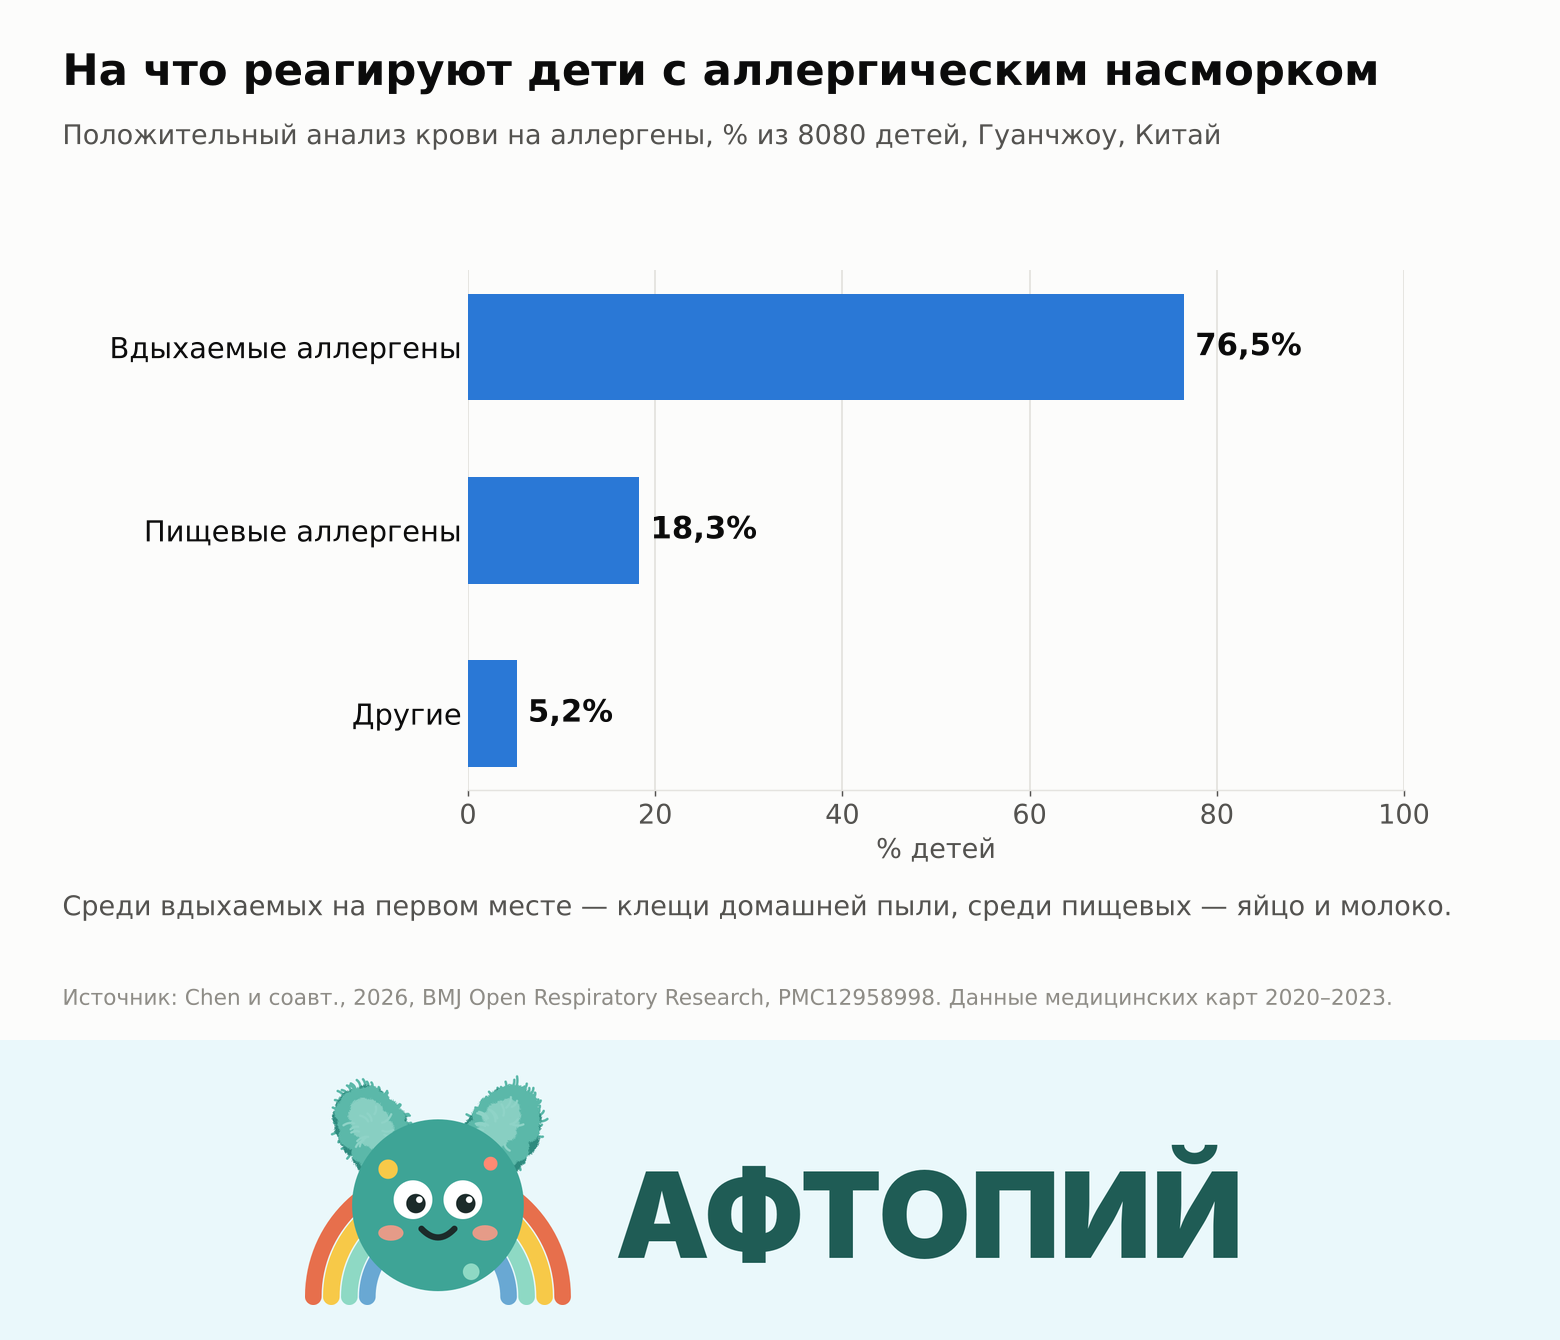 На что реагируют дети с аллергическим насморком
Положительный анализ крови на аллергены, % из 8080 детей, Гуанчжоу, Китай
Вдыхаемые аллергены 76,5%
Пищевые аллергены 18,3%
Другие 5,2%
0 20 40 60 80 100
% детей
Среди вдыхаемых на первом месте — клещи домашней пыли, среди пищевых — яйцо и молоко.
Источник: Chen и соавт., 2026, BMJ Open Respiratory Research, PMC12958998. Данные медицинских карт 2020–2023.
АФТОПИЙ